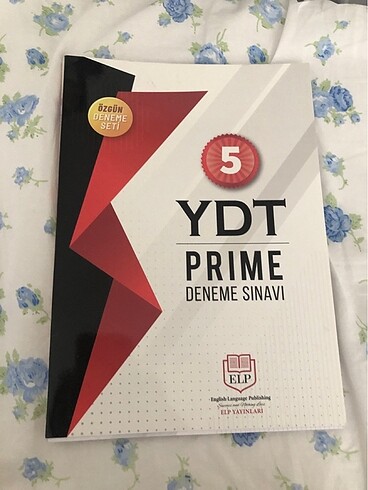 ÖZGÜN
DENEME
SETİ
5
YDT
PRIME
DENEME SINAVI
ELP
English Language Publishing
ELP YAYINLARI